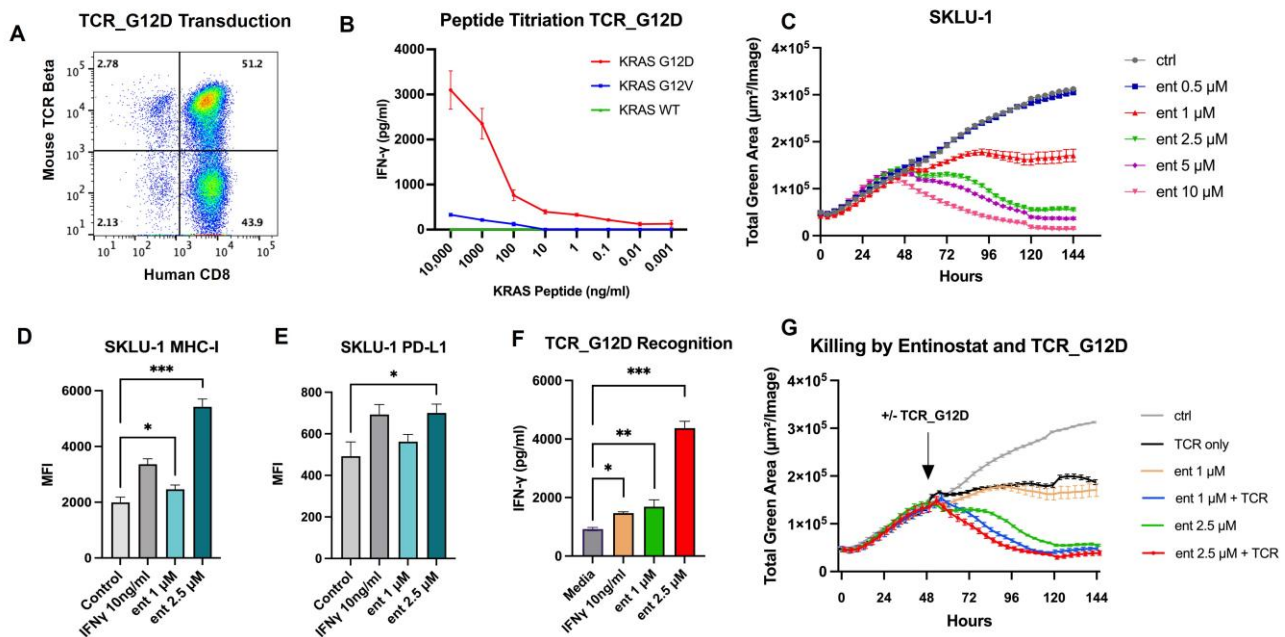 A
TCR_G12D Transduction
2.78
51.2
2.13
43.9
10⁵
10⁴
10³
10²
10¹
Mouse TCR Beta
10¹ 10² 10³ 10⁴ 10⁵
Human CD8
B
Peptide Titriation TCR_G12D
4000
3000
2000
1000
0
IFN-γ (pg/ml)
KRAS G12D
KRAS G12V
KRAS WT
10,000 1000 100 10 1 0.1 0.01 0.001
KRAS Peptide (ng/ml)
C
SKLU-1
4×10⁵
3×10⁵
2×10⁵
1×10⁵
0
Total Green Area (µm²/Image)
0 24 48 72 96 120 144
Hours
ctrl
ent 0.5 µM
ent 1 µM
ent 2.5 µM
ent 5 µM
ent 10 µM
D
SKLU-1 MHC-I
***
*
6000
4000
2000
0
MFI
Control
IFNγ 10ng/ml
ent 1 µM
ent 2.5 µM
E
SKLU-1 PD-L1
*
800
600
400
200
0
MFI
Control
IFNγ 10ng/ml
ent 1 µM
ent 2.5 µM
F
TCR_G12D Recognition
***
**
*
6000
4000
2000
0
IFN-γ (pg/ml)
Media
IFNγ 10ng/ml
ent 1 µM
ent 2.5 µM
G
Killing by Entinostat and TCR_G12D
4×10⁵
3×10⁵
2×10⁵
1×10⁵
0
Total Green Area (µm²/Image)
+/- TCR_G12D
0 24 48 72 96 120 144
Hours
ctrl
TCR only
ent 1 µM
ent 1 µM + TCR
ent 2.5 µM
ent 2.5 µM + TCR